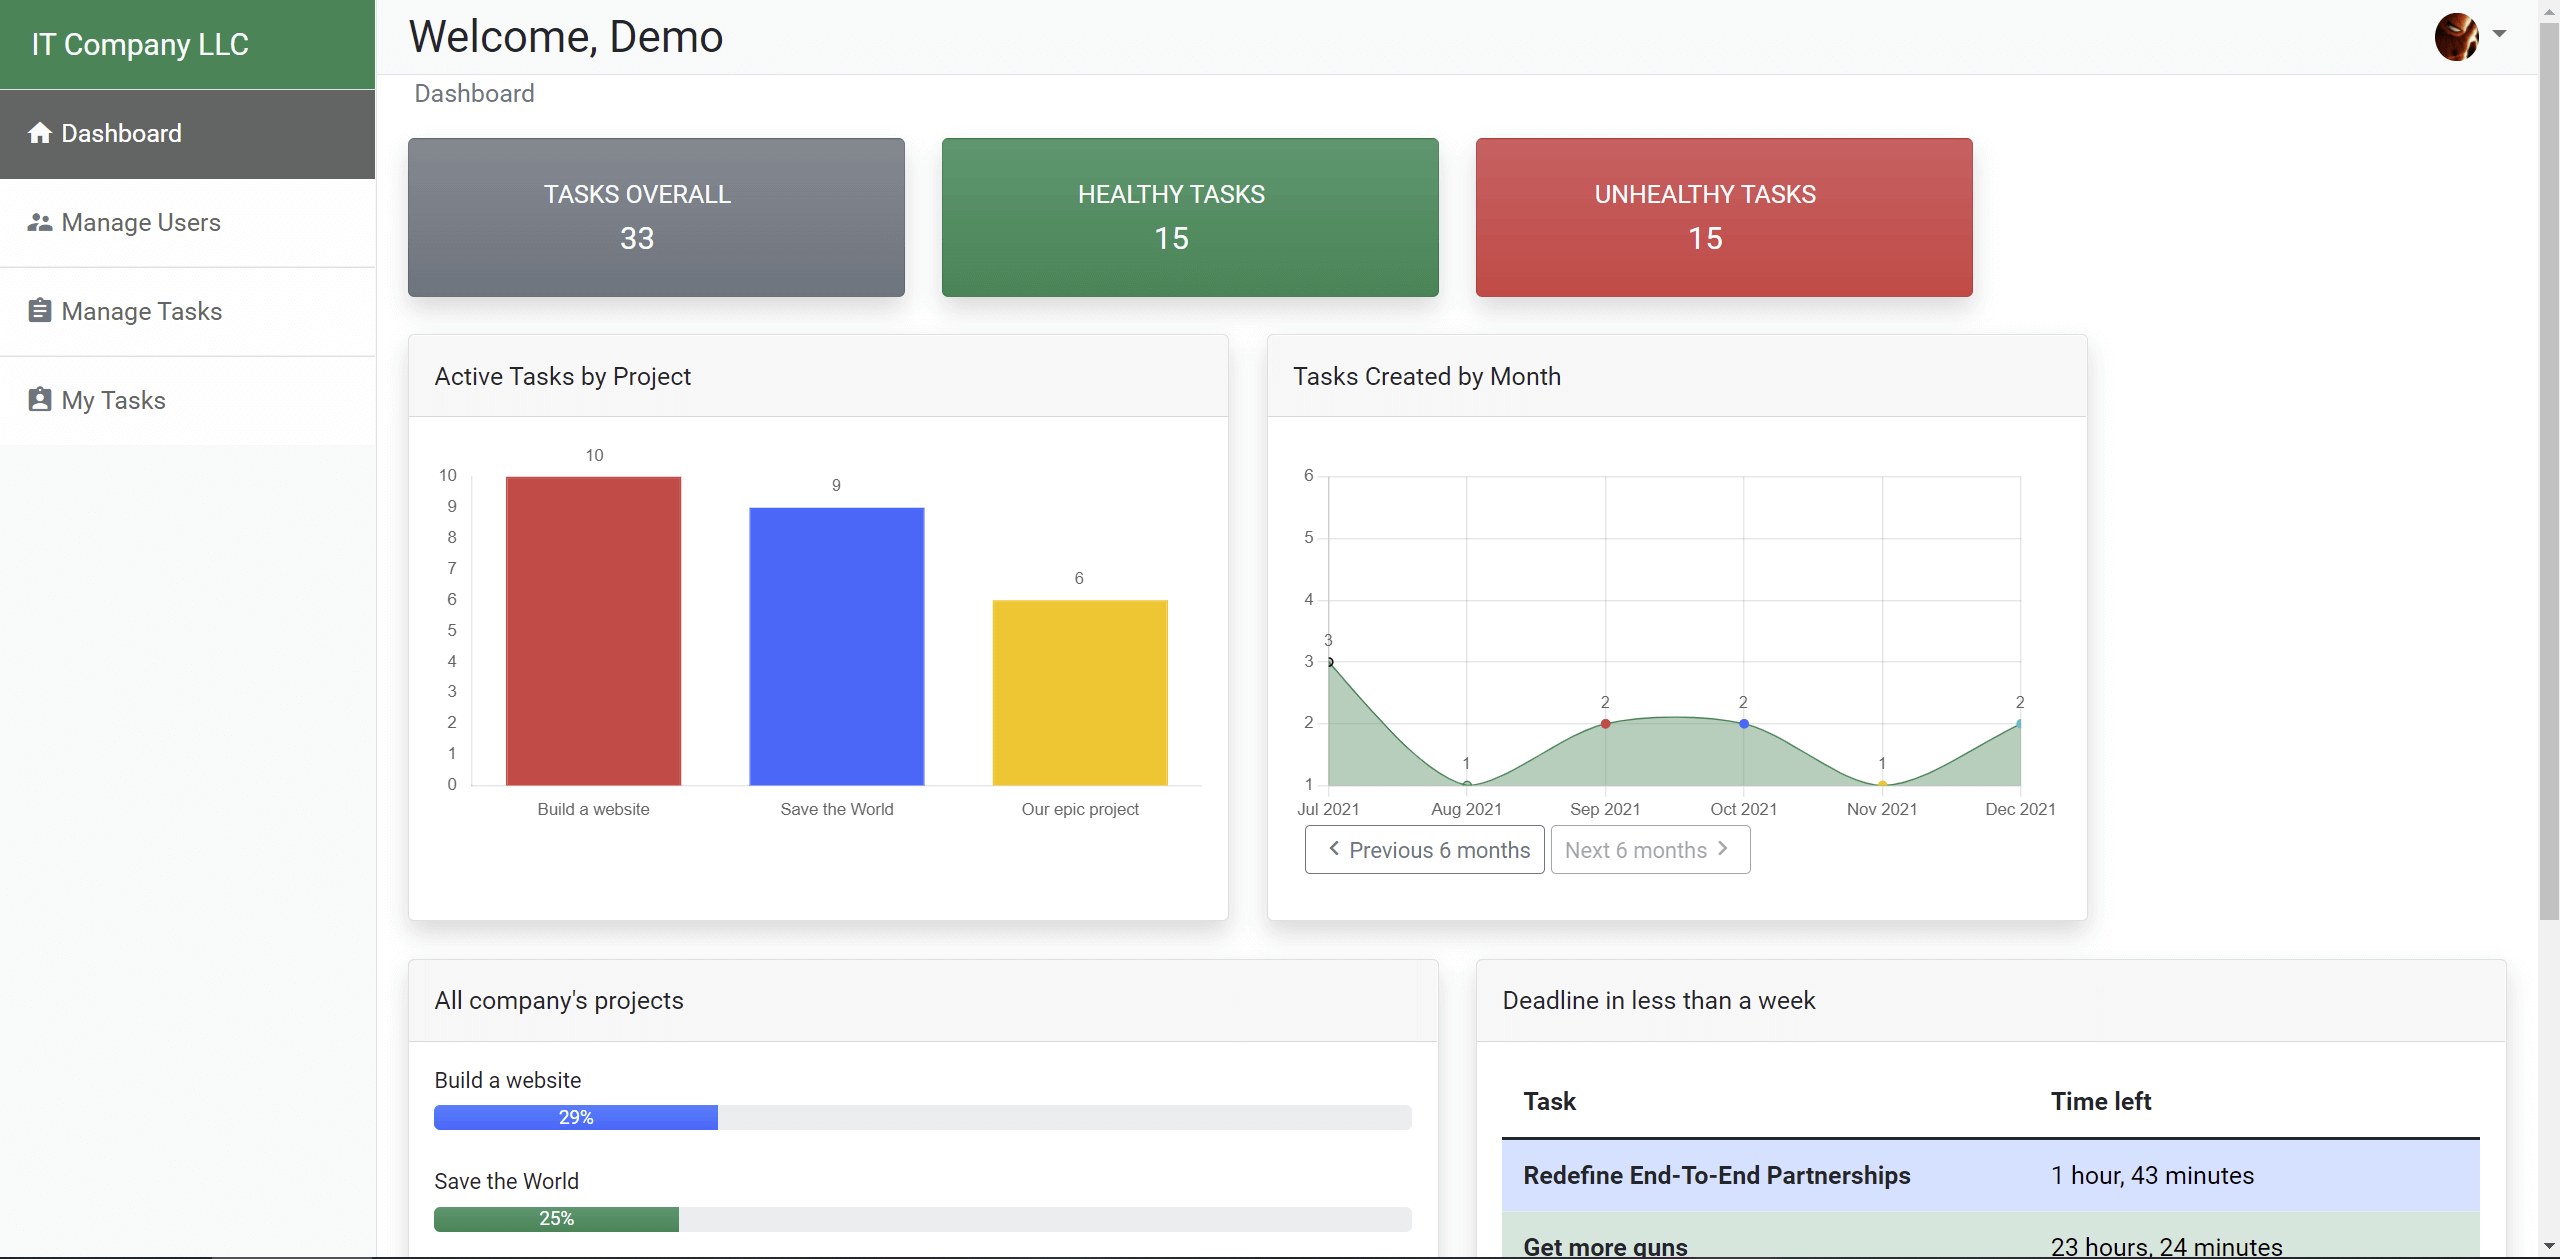 IT Company LLC
Welcome, Demo
Dashboard
Manage Users
Manage Tasks
My Tasks
Dashboard
TASKS OVERALL
33
HEALTHY TASKS
15
UNHEALTHY TASKS
15
Active Tasks by Project
10
9
6
10
9
8
7
6
5
4
3
2
1
0
Build a website
Save the World
Our epic project
Tasks Created by Month
6
5
4
3
2
1
3
1
2
2
1
2
Jul 2021
Aug 2021
Sep 2021
Oct 2021
Nov 2021
Dec 2021
Previous 6 months
Next 6 months
All company's projects
Build a website
29%
Save the World
25%
Deadline in less than a week
Task Time left
Redefine End-To-End Partnerships 1 hour, 43 minutes
Get more guns 23 hours, 24 minutes